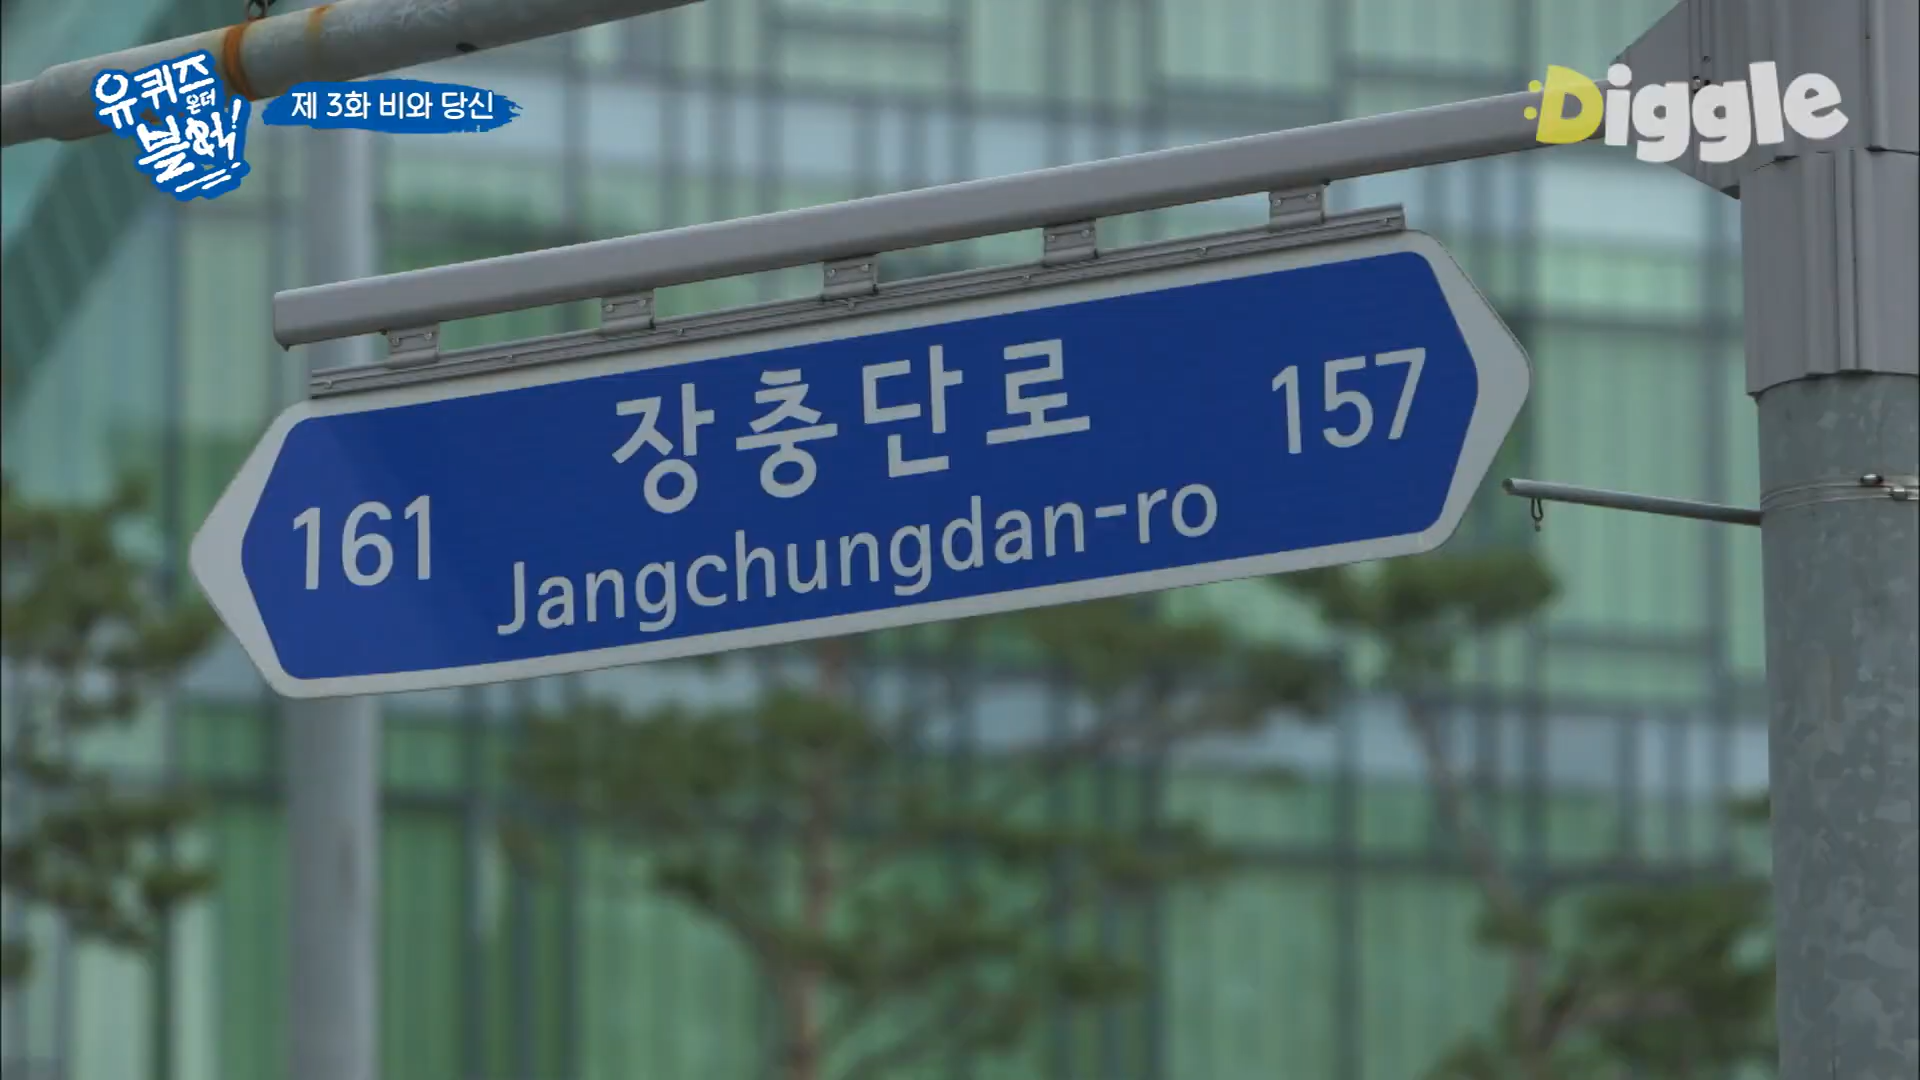 유 퀴즈
온더
블럭!
제 3화 비와 당신
Diggle
장충단로
157
161
Jangchungdan-ro